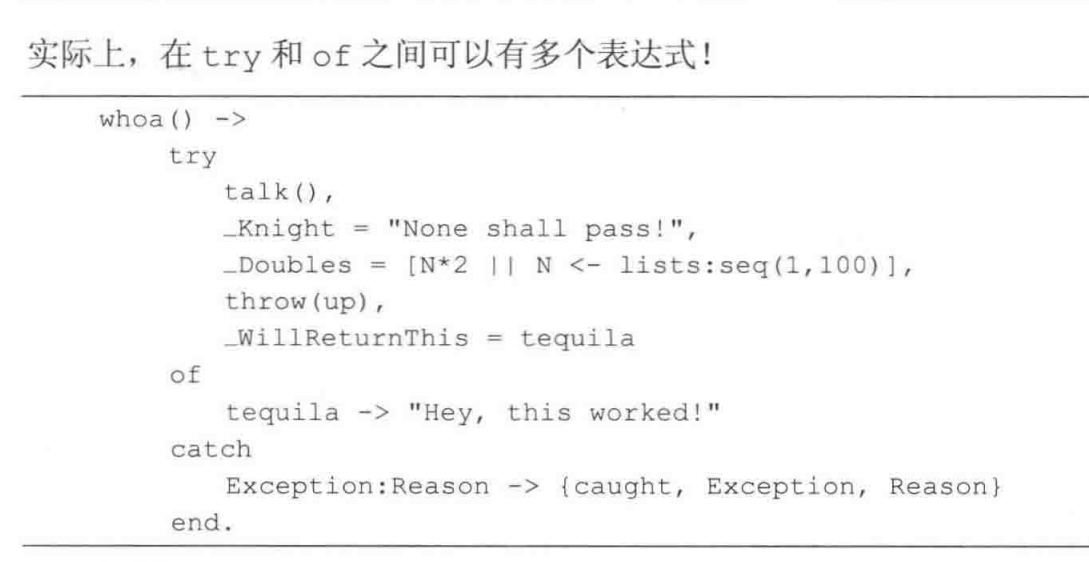 实际上，在 try 和 of 之间可以有多个表达式！
whoa() ->
    try
        talk(),
        _Knight = "None shall pass!",
        _Doubles = [N*2 || N <- lists:seq(1,100)],
        throw(up),
        _WillReturnThis = tequila
    of
        tequila -> "Hey, this worked!"
    catch
        Exception:Reason -> {caught, Exception, Reason}
    end.